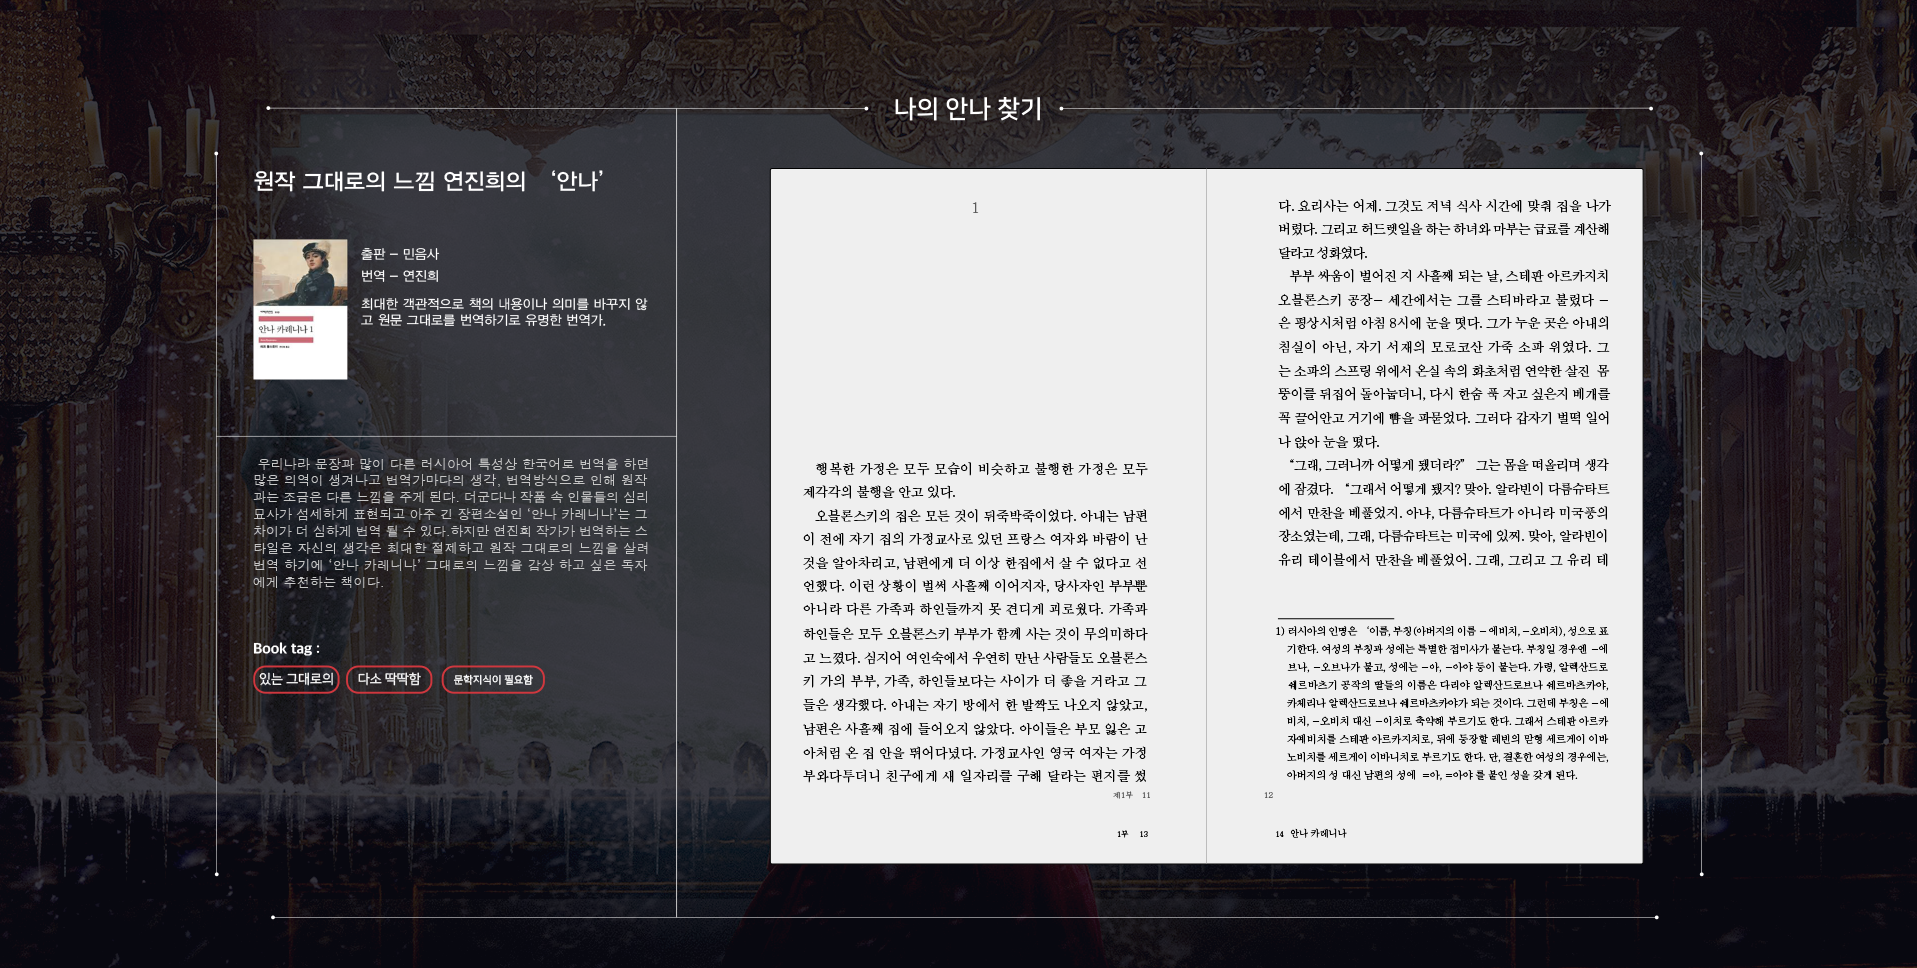 나의 안나 찾기
원작 그대로의 느낌 연진희의 ‘안나’
안나 카레니나 1
출판 – 민음사
번역 – 연진희
최대한 객관적으로 책의 내용이나 의미를 바꾸지 않
고 원문 그대로를 번역하기로 유명한 번역가.
우리나라 문장과 많이 다른 러시아어 특성상 한국어로 번역을 하면
많은 의역이 생겨나고 번역가마다의 생각, 번역방식으로 인해 원작
과는 조금은 다른 느낌을 주게 된다. 더군다나 작품 속 인물들의 심리
묘사가 섬세하게 표현되고 아주 긴 장편소설인 ‘안나 카레니나’는 그
차이가 더 심하게 번역 될 수 있다.하지만 연진희 작가가 번역하는 스
타일은 자신의 생각은 최대한 절제하고 원작 그대로의 느낌을 살려
번역 하기에 ‘안나 카레니나’ 그대로의 느낌을 감상 하고 싶은 독자
에게 추천하는 책이다.
Book tag :
있는 그대로의
다소 딱딱함
문학지식이 필요함
1
행복한 가정은 모두 모습이 비슷하고 불행한 가정은 모두
제각각의 불행을 안고 있다.
오블론스키의 집은 모든 것이 뒤죽박죽이었다. 아내는 남편
이 전에 자기 집의 가정교사로 있던 프랑스 여자와 바람이 난
것을 알아차리고, 남편에게 더 이상 한집에서 살 수 없다고 선
언했다. 이런 상황이 벌써 사흘째 이어지자, 당사자인 부부뿐
아니라 다른 가족과 하인들까지 못 견디게 괴로웠다. 가족과
하인들은 모두 오블론스키 부부가 함께 사는 것이 무의미하다
고 느꼈다. 심지어 여인숙에서 우연히 만난 사람들도 오블론스
키 가의 부부, 가족, 하인들보다는 사이가 더 좋을 거라고 그
들은 생각했다. 아내는 자기 방에서 한 발짝도 나오지 않았고,
남편은 사흘째 집에 들어오지 않았다. 아이들은 부모 잃은 고
아처럼 온 집 안을 뛰어다녔다. 가정교사인 영국 여자는 가정
부와다투더니 친구에게 새 일자리를 구해 달라는 편지를 썼
제1부 11
1부 13
다. 요리사는 어제. 그것도 저녁 식사 시간에 맞춰 집을 나가
버렸다. 그리고 허드렛일을 하는 하녀와 마부는 급료를 계산해
달라고 성화였다.
부부 싸움이 벌어진 지 사흘째 되는 날, 스테판 아르카지치
오블론스키 공장– 세간에서는 그를 스티바라고 불렀다 –
은 평상시처럼 아침 8시에 눈을 떳다. 그가 누운 곳은 아내의
침실이 아닌, 자기 서재의 모로코산 가죽 소파 위였다. 그
는 소파의 스프링 위에서 온실 속의 화초처럼 연약한 살진 몸
뚱이를 뒤집어 돌아눕더니, 다시 한숨 푹 자고 싶은지 베개를
꼭 끌어안고 거기에 뺨을 파묻었다. 그러다 갑자기 벌떡 일어
나 앉아 눈을 떴다.
“그래, 그러니까 어떻게 됐더라?” 그는 몸을 떠올리며 생각
에 잠겼다. “그래서 어떻게 됐지? 맞아. 알라빈이 다름슈타트
에서 만찬을 베풀었지. 아냐, 다름슈타트가 아니라 미국풍의
장소였는데, 그래, 다름슈타트는 미국에 있쩨. 맞아, 알라빈이
유리 테이블에서 만찬을 베풀었어. 그래, 그리고 그 유리 테
1) 러시아의 인명은 ‘이름, 부칭(아버지의 이름 – 예비치, –오비치), 성으로 표
기한다. 여성의 부칭과 성에는 특별한 접미사가 붙는다. 부칭일 경우엔 –에
브나, –오브나가 붙고, 성에는 –아, –아야 등이 붙는다. 가령, 알렉산드로
쉐르바츠기 공작의 딸들의 이름은 다리야 알렉산드로브나 쉐르바츠카야,
카체리나 알렉산드로브나 쉐르바츠카야가 되는 것이다. 그런데 부칭은 –에
비치, –오비치 대신 –이치로 축약해 부르기도 한다. 그래서 스테판 아르카
자예비치를 스테판 아르카지치로, 뒤에 등장할 레빈의 맏형 세르게이 이바
노비치를 세르게이 이바니치로 부르기도 한다. 단, 결혼한 여성의 경우에는,
아버지의 성 대신 남편의 성에 =아, =아야 를 붙인 성을 갖게 된다.
12
14 안나 카레니나